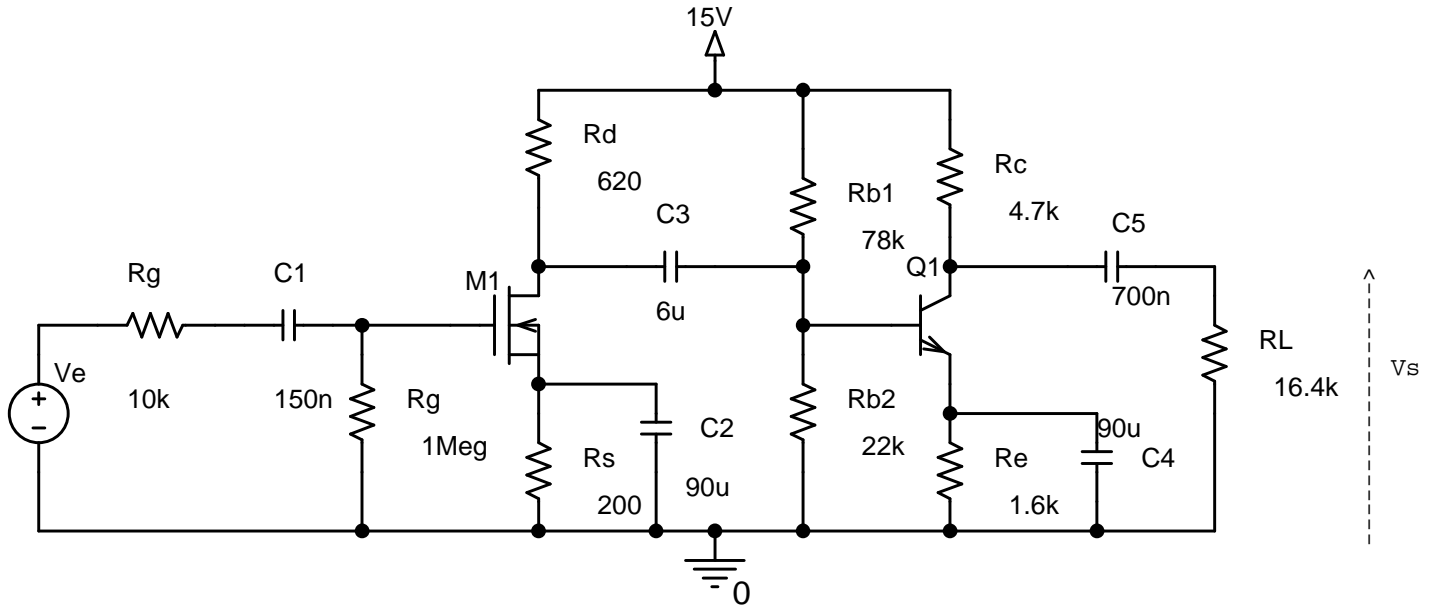 15V
Rd
620
Rc
4.7k
Rb1
78k
C3
6u
C5
700n
Q1
Rg
10k
C1
150n
M1
Ve
Rg
1Meg
RL
16.4k
Vs
Rb2
22k
C2
90u
Rs
200
90u
C4
Re
1.6k
0